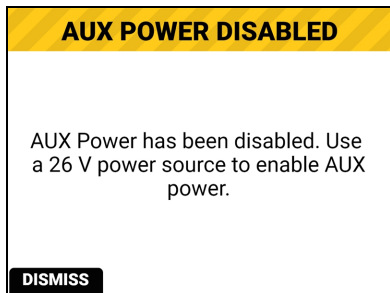 AUX POWER DISABLED
AUX Power has been disabled. Use
a 26 V power source to enable AUX
power.
DISMISS